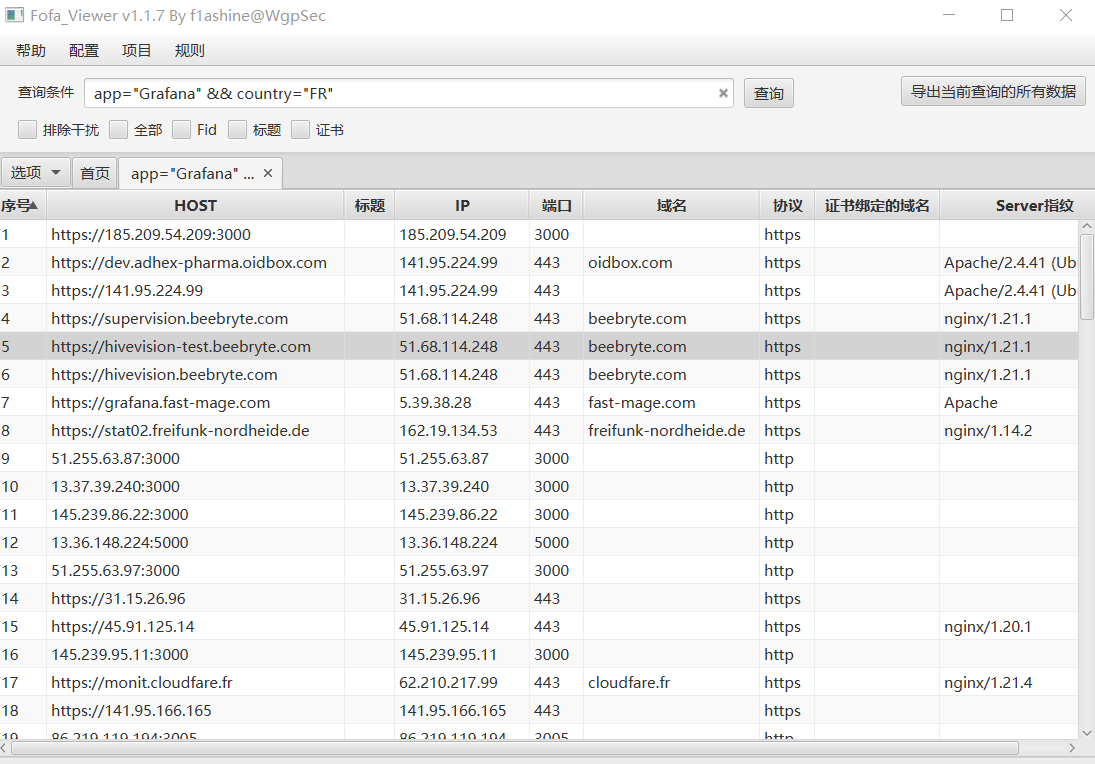 Fofa_Viewer v1.1.7 By f1ashine@WgpSec
帮助 配置 项目 规则
查询条件 app="Grafana" && country="FR" 查询 导出当前查询的所有数据
排除干扰 全部 Fid 标题 证书
选项 首页 app="Grafana" ...
序号 HOST 标题 IP 端口 域名 协议 证书绑定的域名 Server指纹
1 https://185.209.54.209:3000 185.209.54.209 3000 https
2 https://dev.adhex-pharma.oidbox.com 141.95.224.99 443 oidbox.com https Apache/2.4.41 (Ub
3 https://141.95.224.99 141.95.224.99 443 https Apache/2.4.41 (Ub
4 https://supervision.beebryte.com 51.68.114.248 443 beebryte.com https nginx/1.21.1
5 https://hivevision-test.beebryte.com 51.68.114.248 443 beebryte.com https nginx/1.21.1
6 https://hivevision.beebryte.com 51.68.114.248 443 beebryte.com https nginx/1.21.1
7 https://grafana.fast-mage.com 5.39.38.28 443 fast-mage.com https Apache
8 https://stat02.freifunk-nordheide.de 162.19.134.53 443 freifunk-nordheide.de https nginx/1.14.2
9 51.255.63.87:3000 51.255.63.87 3000 http
10 13.37.39.240:3000 13.37.39.240 3000 http
11 145.239.86.22:3000 145.239.86.22 3000 http
12 13.36.148.224:5000 13.36.148.224 5000 http
13 51.255.63.97:3000 51.255.63.97 3000 http
14 https://31.15.26.96 31.15.26.96 443 https
15 https://45.91.125.14 45.91.125.14 443 https nginx/1.20.1
16 145.239.95.11:3000 145.239.95.11 3000 http
17 https://monit.cloudfare.fr 62.210.217.99 443 cloudfare.fr https nginx/1.21.4
18 https://141.95.166.165 141.95.166.165 443 https
19 86.219.119.194:3005 86.219.119.194 3005 http